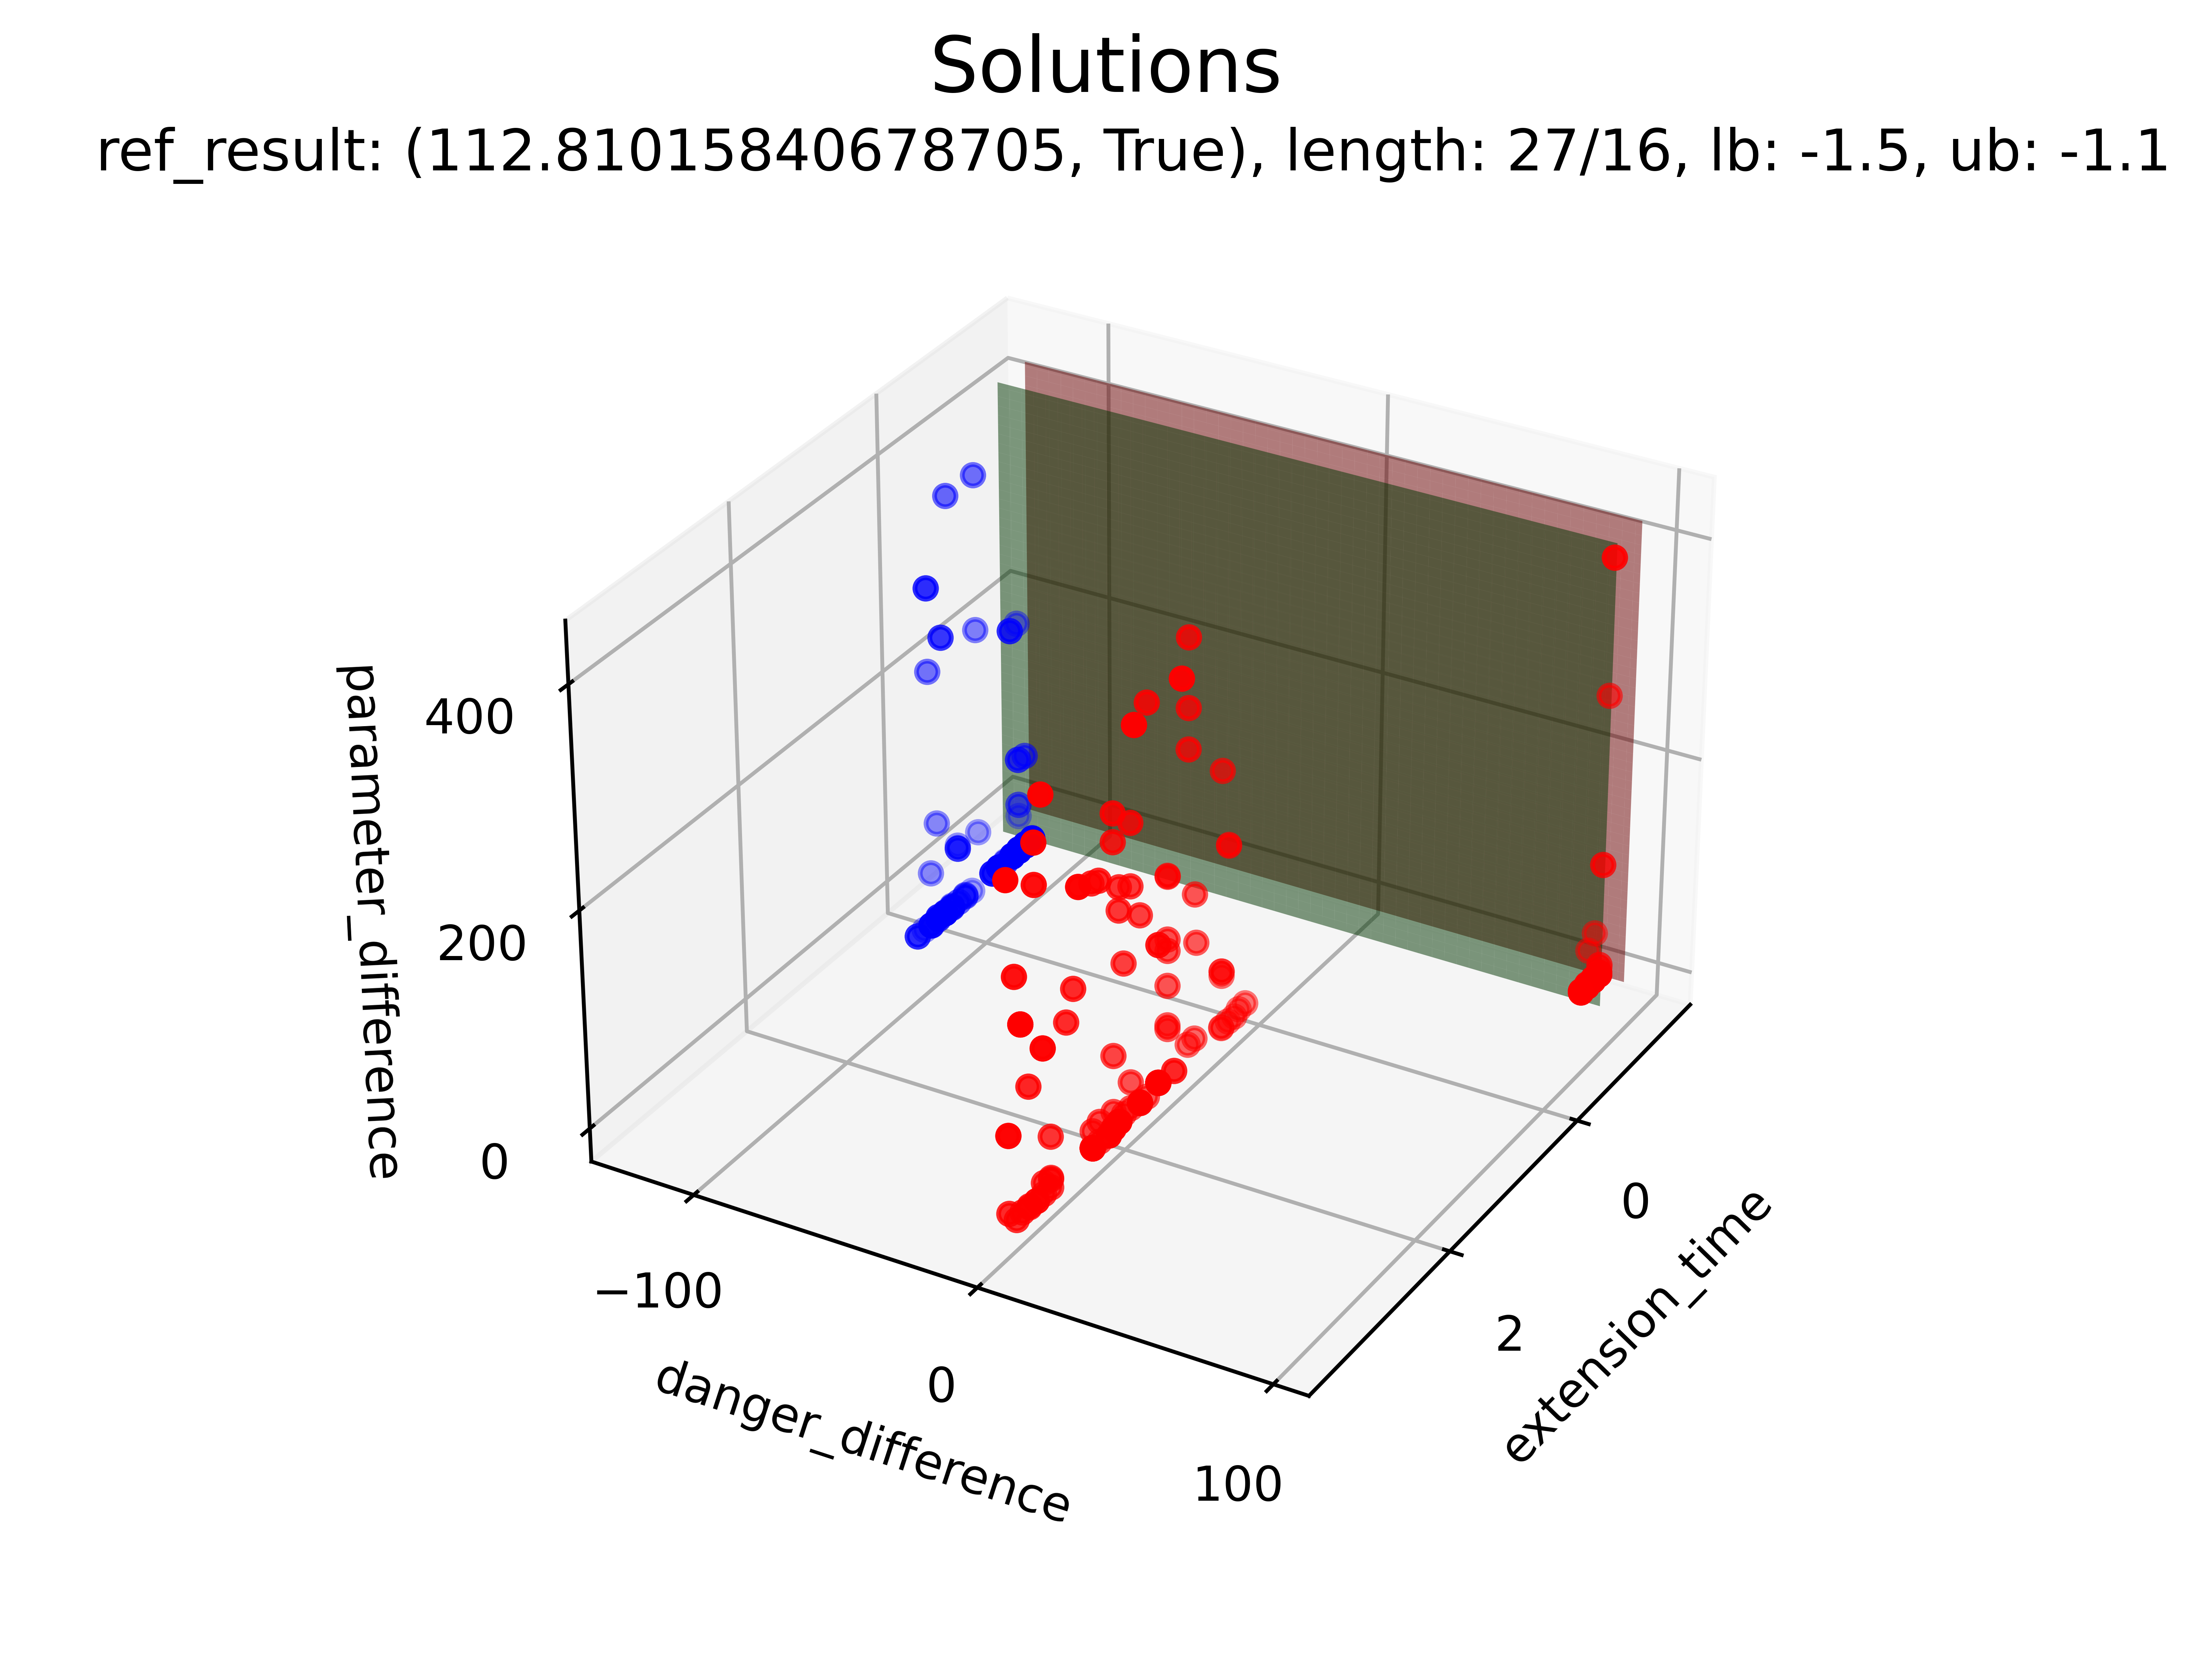 Solutions
ref_result: (112.81015840678705, True), length: 27/16, lb: -1.5, ub: -1.1
parameter_difference
400
200
0
−100
0
100
danger_difference
0
2
extension_time